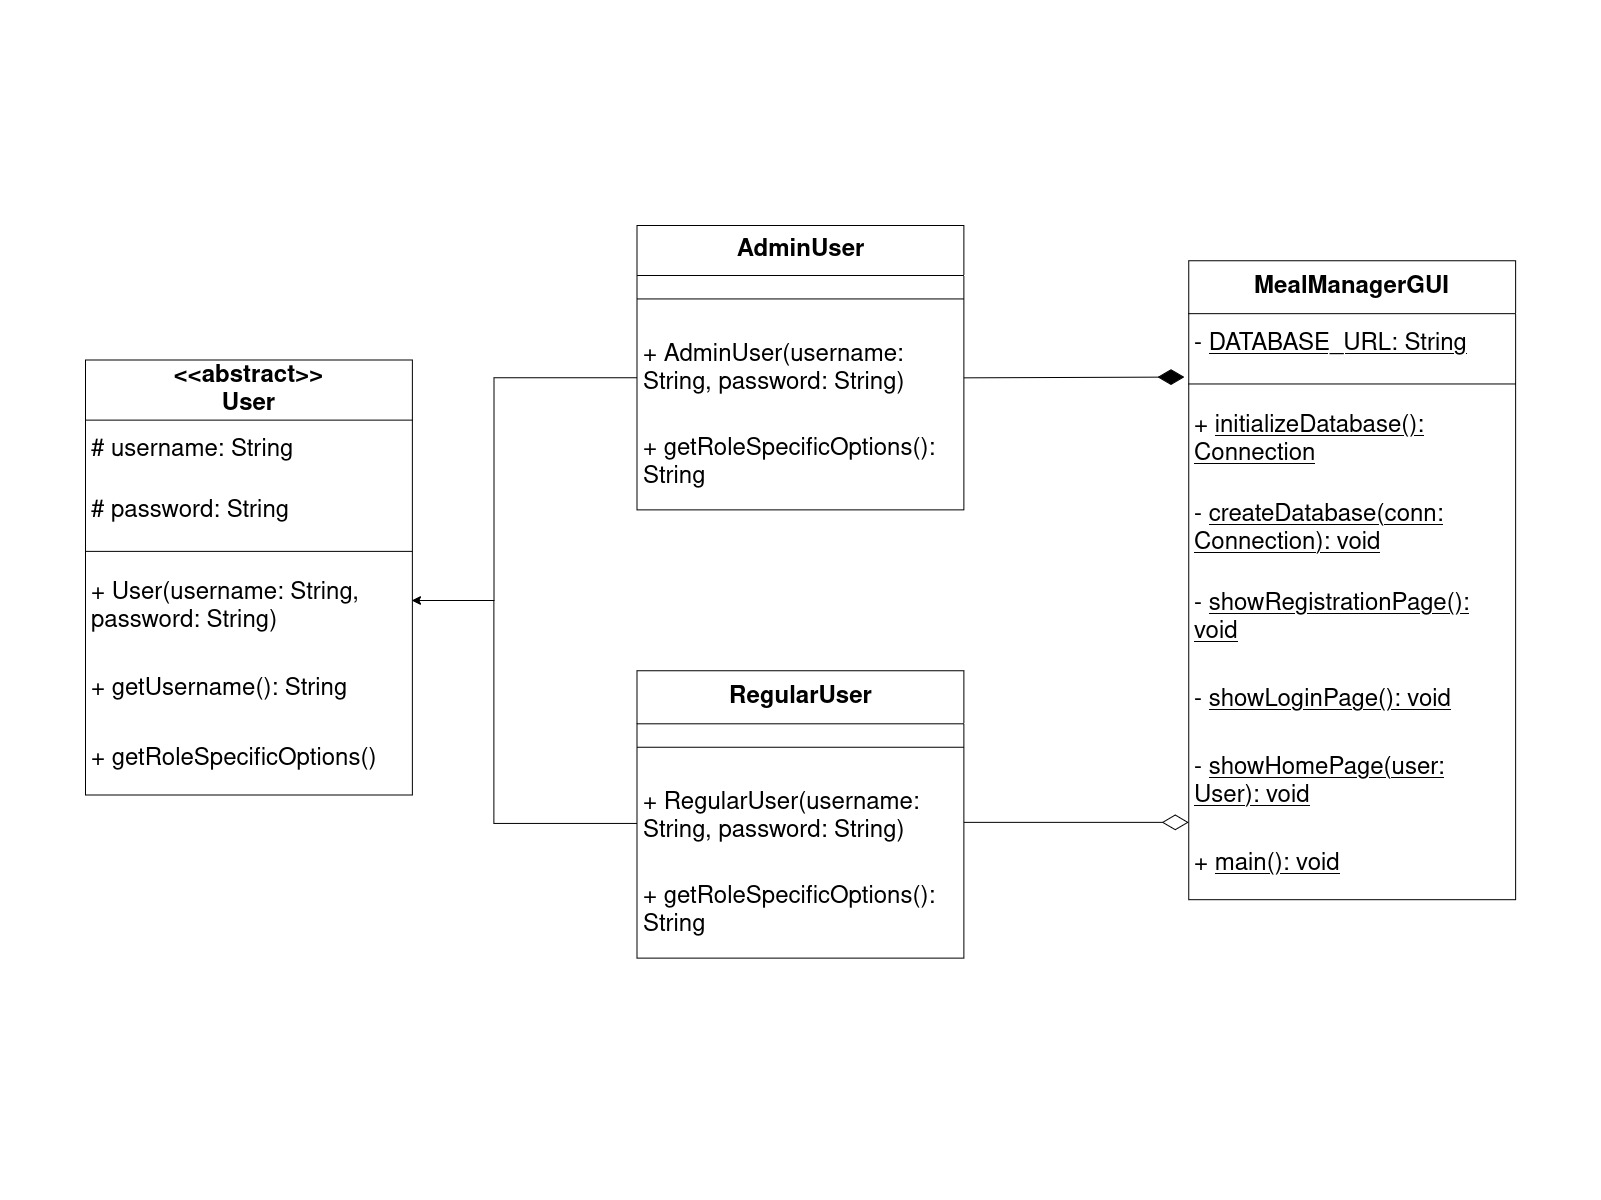 <<abstract>>
User
# username: String
# password: String
+ User(username: String,
password: String)
+ getUsername(): String
+ getRoleSpecificOptions()
AdminUser
+ AdminUser(username:
String, password: String)
+ getRoleSpecificOptions():
String
RegularUser
+ RegularUser(username:
String, password: String)
+ getRoleSpecificOptions():
String
MealManagerGUI
- DATABASE_URL: String
+ initializeDatabase():
Connection
- createDatabase(conn:
Connection): void
- showRegistrationPage():
void
- showLoginPage(): void
- showHomePage(user:
User): void
+ main(): void